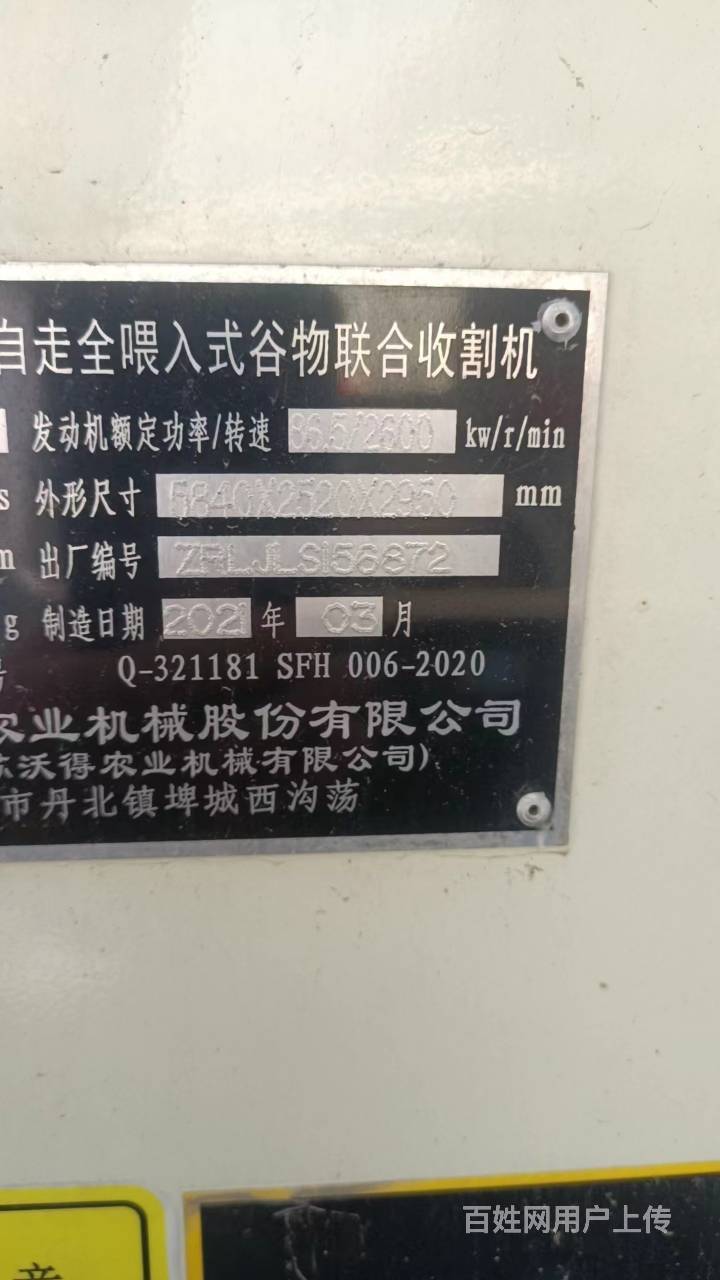 自走全喂入式谷物联合收割机
发动机额定功率/转速 86.5/2600 kw/r/min
s 外形尺寸 5840X2520X2950 mm
m 出厂编号 ZRLJLS156872
g 制造日期 2021 年 03 月
号 Q-321181 SFH 006-2020
农业机械股份有限公司
苏沃得农业机械有限公司)
市丹北镇埤城西沟荡
百姓网用户上传